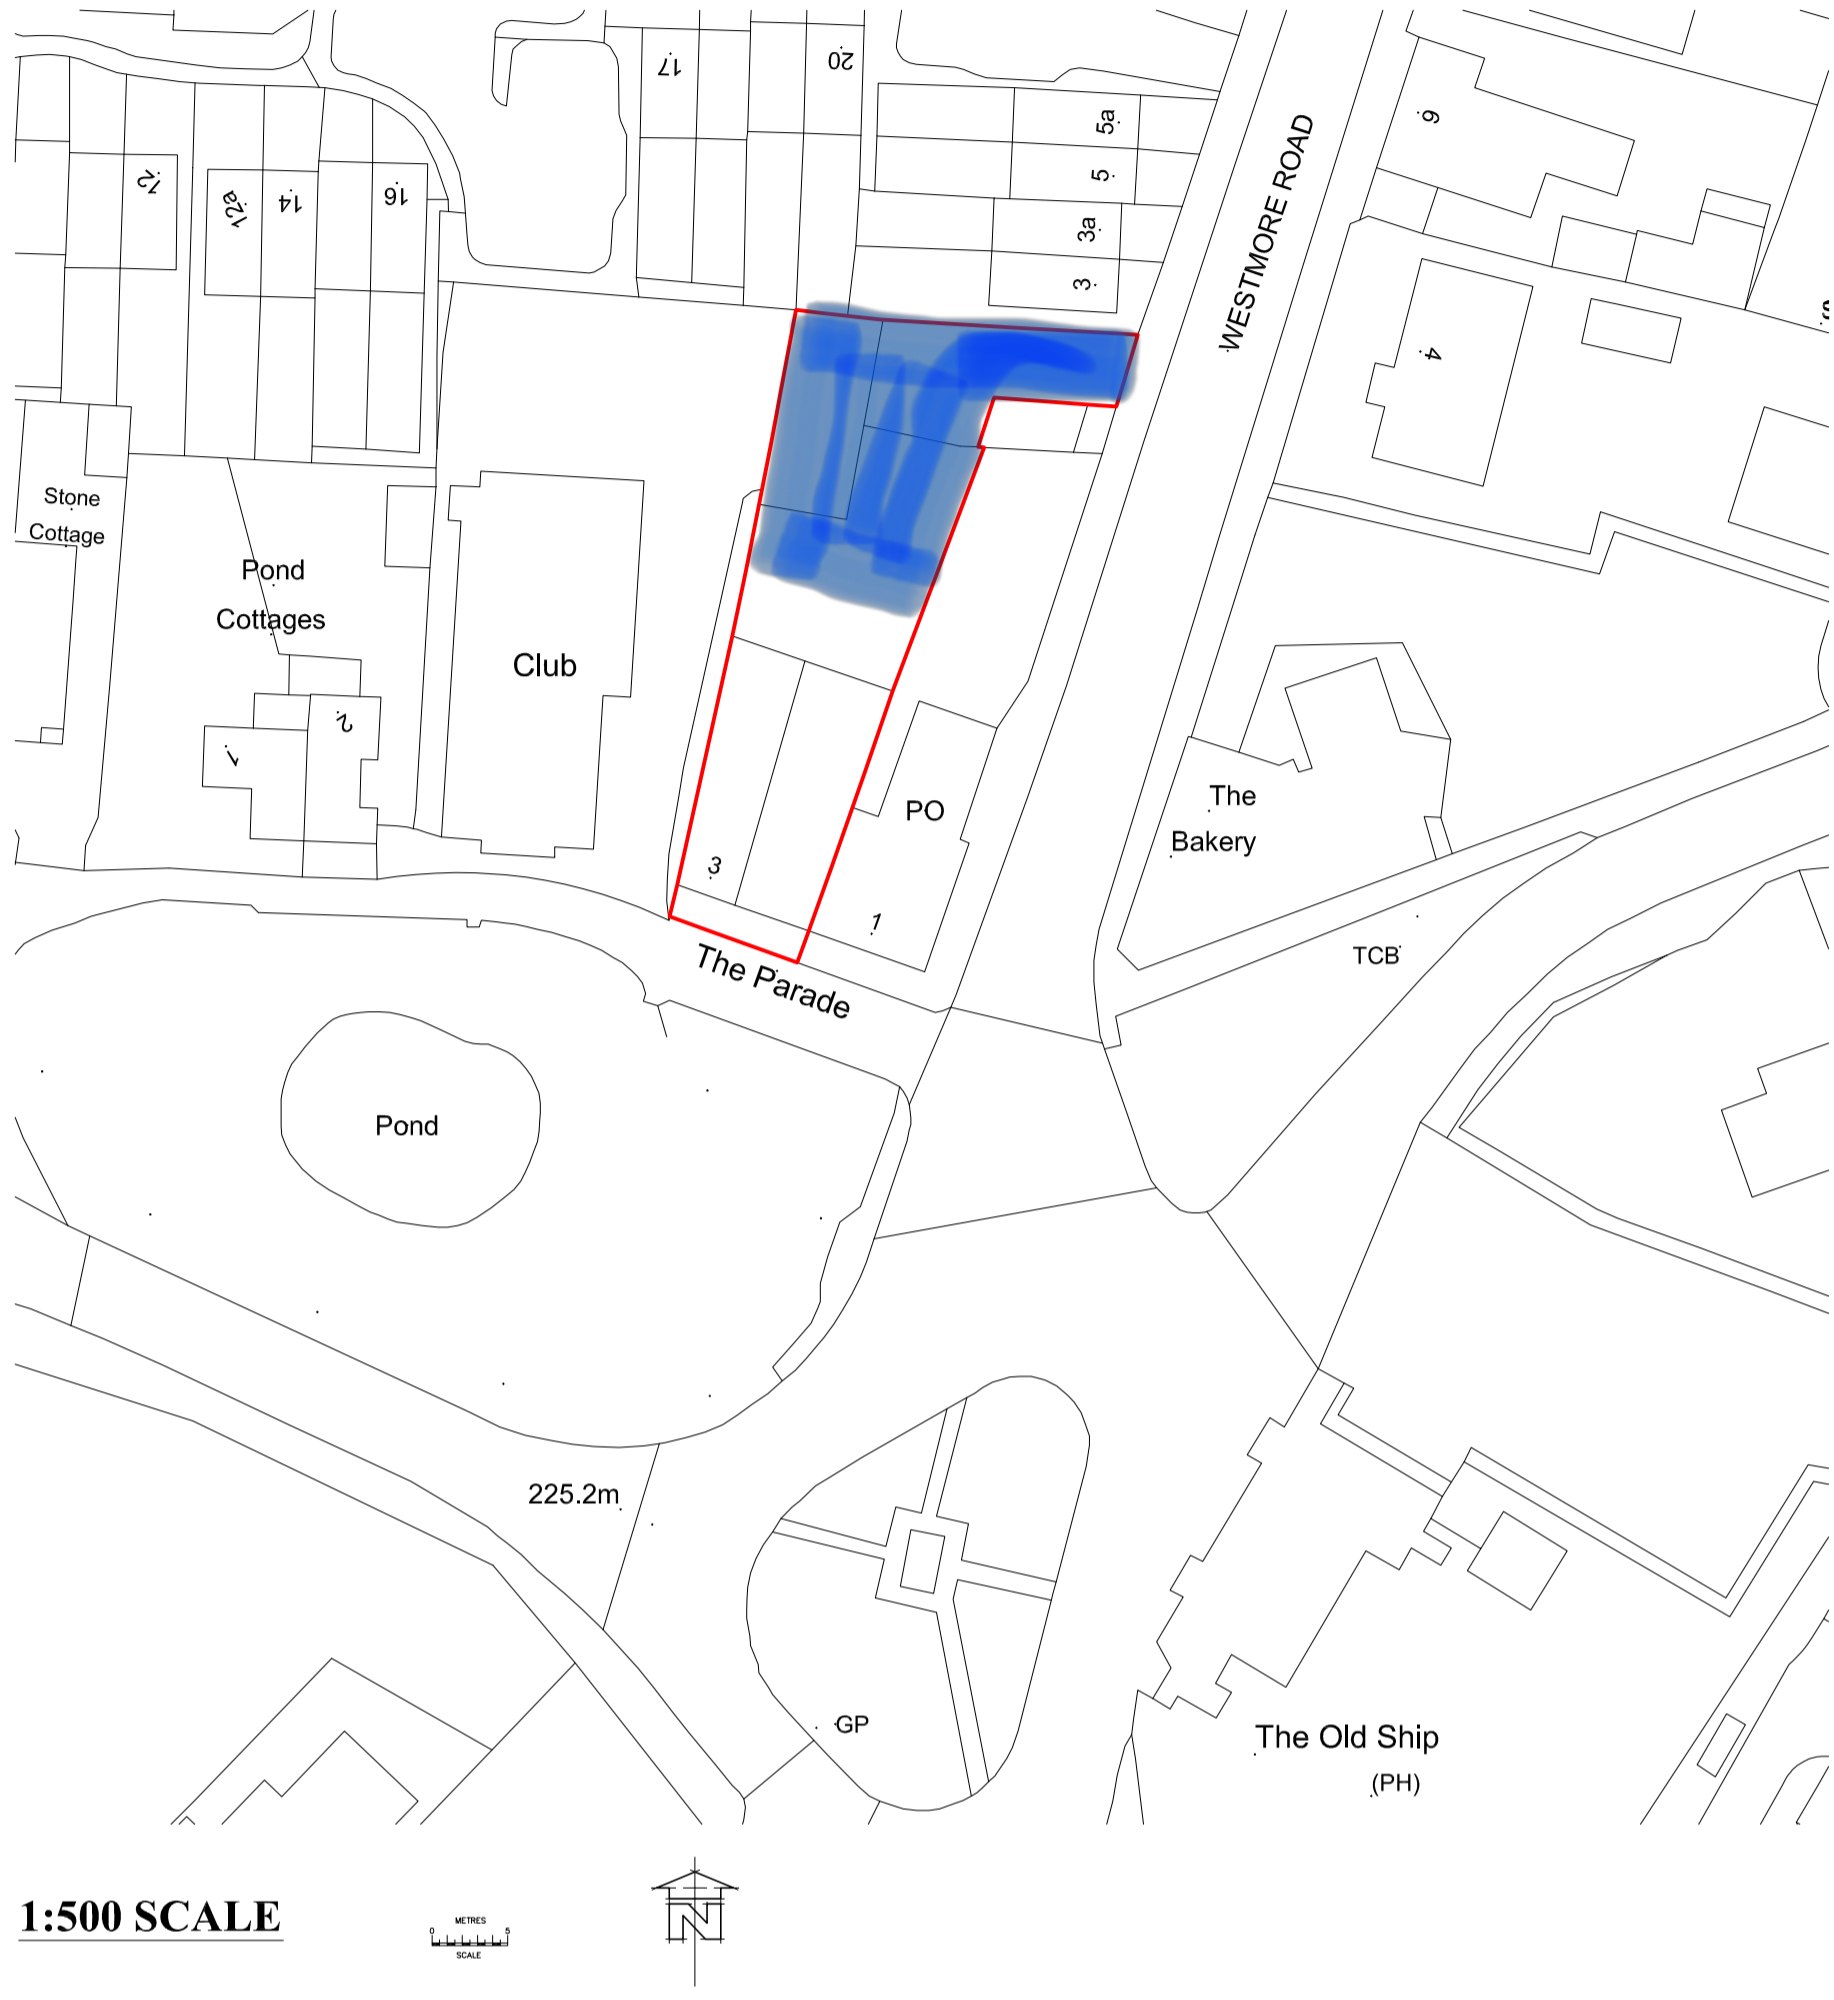 17
20
5a
5
3a
3
12
12a
14
16
WESTMORE ROAD
6
4
Stone
Cottage
Pond
Cottages
Club
2
1
PO
3
1
The
Bakery
The Parade
TCB
Pond
225.2m
GP
The Old Ship
(PH)
1:500 SCALE
METRES
0 5
SCALE
N